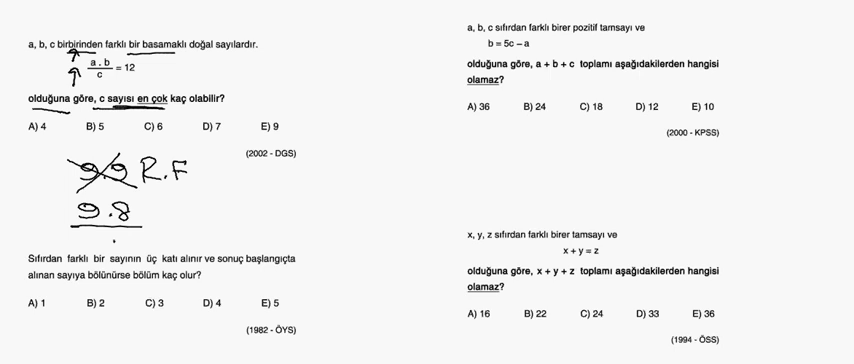 a, b, c birbirinden farklı bir basamaklı doğal sayılardır.
a . b
c
= 12
olduğuna göre, c sayısı en çok kaç olabilir?
A) 4 B) 5 C) 6 D) 7 E) 9
(2002 - DGS)
9.9 R.F
9.8
Sıfırdan farklı bir sayının üç katı alınır ve sonuç başlangıçta
alınan sayıya bölünürse bölüm kaç olur?
A) 1 B) 2 C) 3 D) 4 E) 5
(1982 - ÖYS)
a, b, c sıfırdan farklı birer pozitif tamsayı ve
b = 5c – a
olduğuna göre, a + b + c toplamı aşağıdakilerden hangisi
olamaz?
A) 36 B) 24 C) 18 D) 12 E) 10
(2000 - KPSS)
x, y, z sıfırdan farklı birer tamsayı ve
x + y = z
olduğuna göre, x + y + z toplamı aşağıdakilerden hangisi
olamaz?
A) 16 B) 22 C) 24 D) 33 E) 36
(1994 - ÖSS)